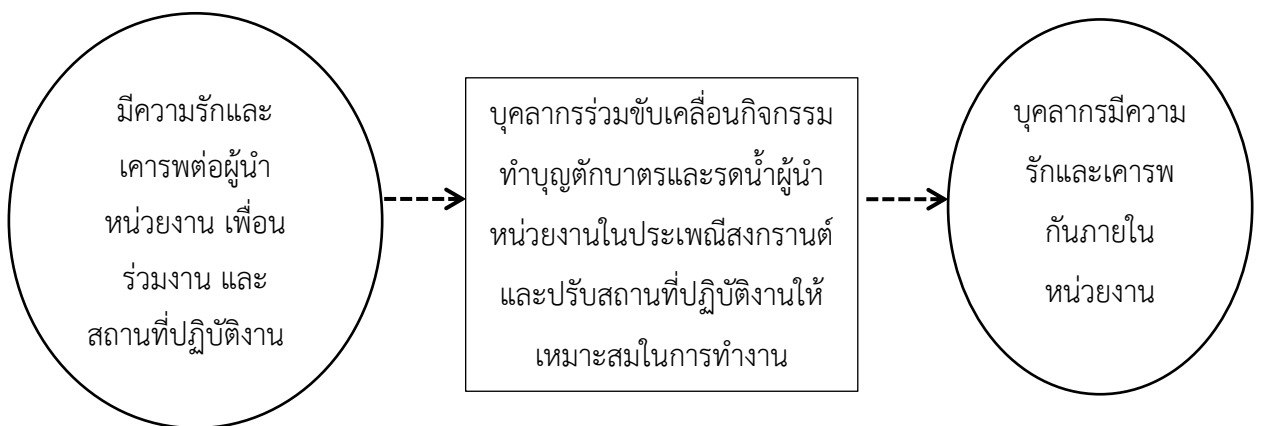 มีความรักและ
เคารพต่อผู้นำ
หน่วยงาน เพื่อน
ร่วมงาน และ
สถานที่ปฏิบัติงาน
บุคลากรร่วมขับเคลื่อนกิจกรรม
ทำบุญตักบาตรและรดน้ำผู้นำ
หน่วยงานในประเพณีสงกรานต์
และปรับสถานที่ปฏิบัติงานให้
เหมาะสมในการทำงาน
บุคลากรมีความ
รักและเคารพ
กันภายใน
หน่วยงาน